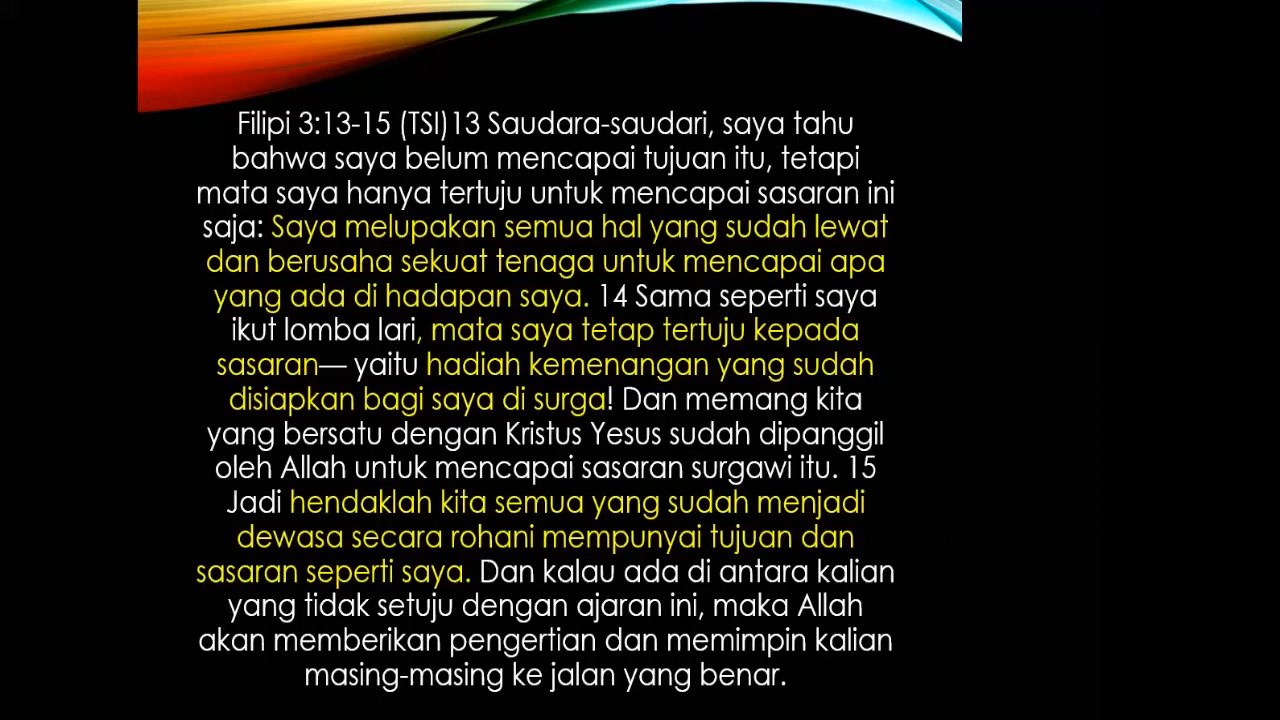 Filipi 3:13-15 (TSI)13 Saudara-saudari, saya tahu
bahwa saya belum mencapai tujuan itu, tetapi
mata saya hanya tertuju untuk mencapai sasaran ini
saja: Saya melupakan semua hal yang sudah lewat
dan berusaha sekuat tenaga untuk mencapai apa
yang ada di hadapan saya. 14 Sama seperti saya
ikut lomba lari, mata saya tetap tertuju kepada
sasaran— yaitu hadiah kemenangan yang sudah
disiapkan bagi saya di surga! Dan memang kita
yang bersatu dengan Kristus Yesus sudah dipanggil
oleh Allah untuk mencapai sasaran surgawi itu. 15
Jadi hendaklah kita semua yang sudah menjadi
dewasa secara rohani mempunyai tujuan dan
sasaran seperti saya. Dan kalau ada di antara kalian
yang tidak setuju dengan ajaran ini, maka Allah
akan memberikan pengertian dan memimpin kalian
masing-masing ke jalan yang benar.